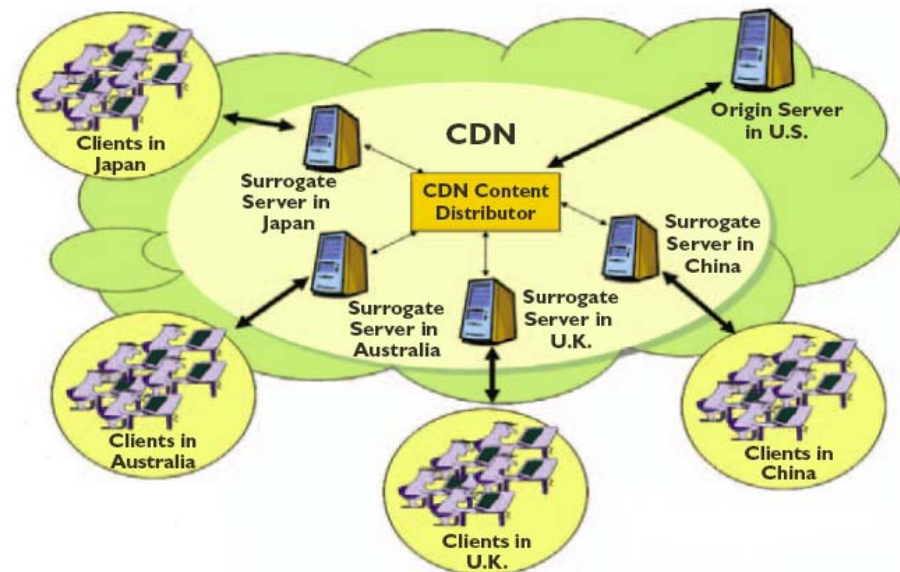 Clients in
Japan
CDN
Origin Server
in U.S.
Surrogate
Server in
Japan
CDN Content
Distributor
Surrogate
Server in
China
Surrogate
Server in
Australia
Surrogate
Server in
U.K.
Clients in
Australia
Clients in
U.K.
Clients in
China